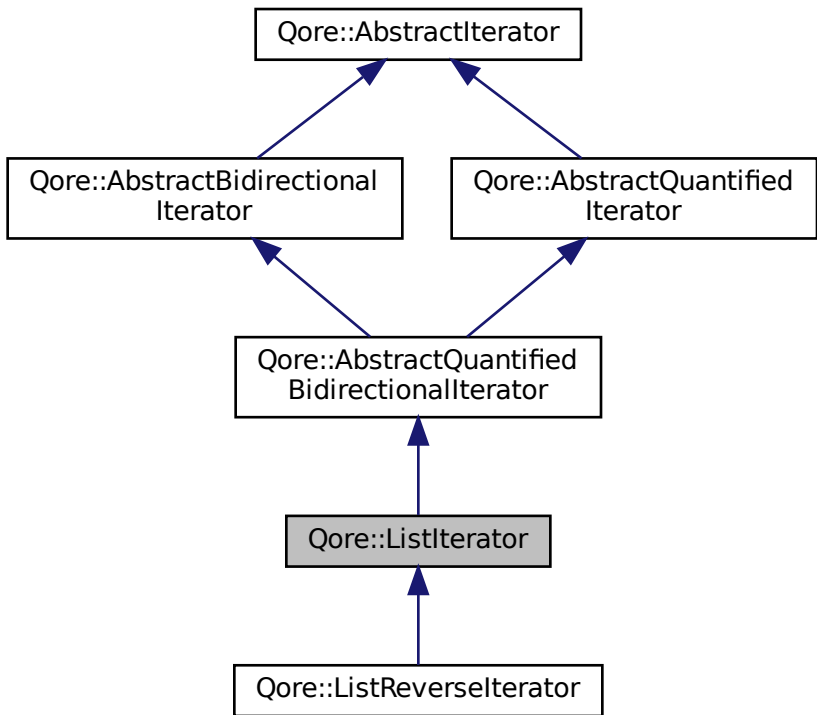 Qore::AbstractIterator
Qore::AbstractBidirectional
Iterator
Qore::AbstractQuantified
Iterator
Qore::AbstractQuantified
BidirectionalIterator
Qore::ListIterator
Qore::ListReverseIterator